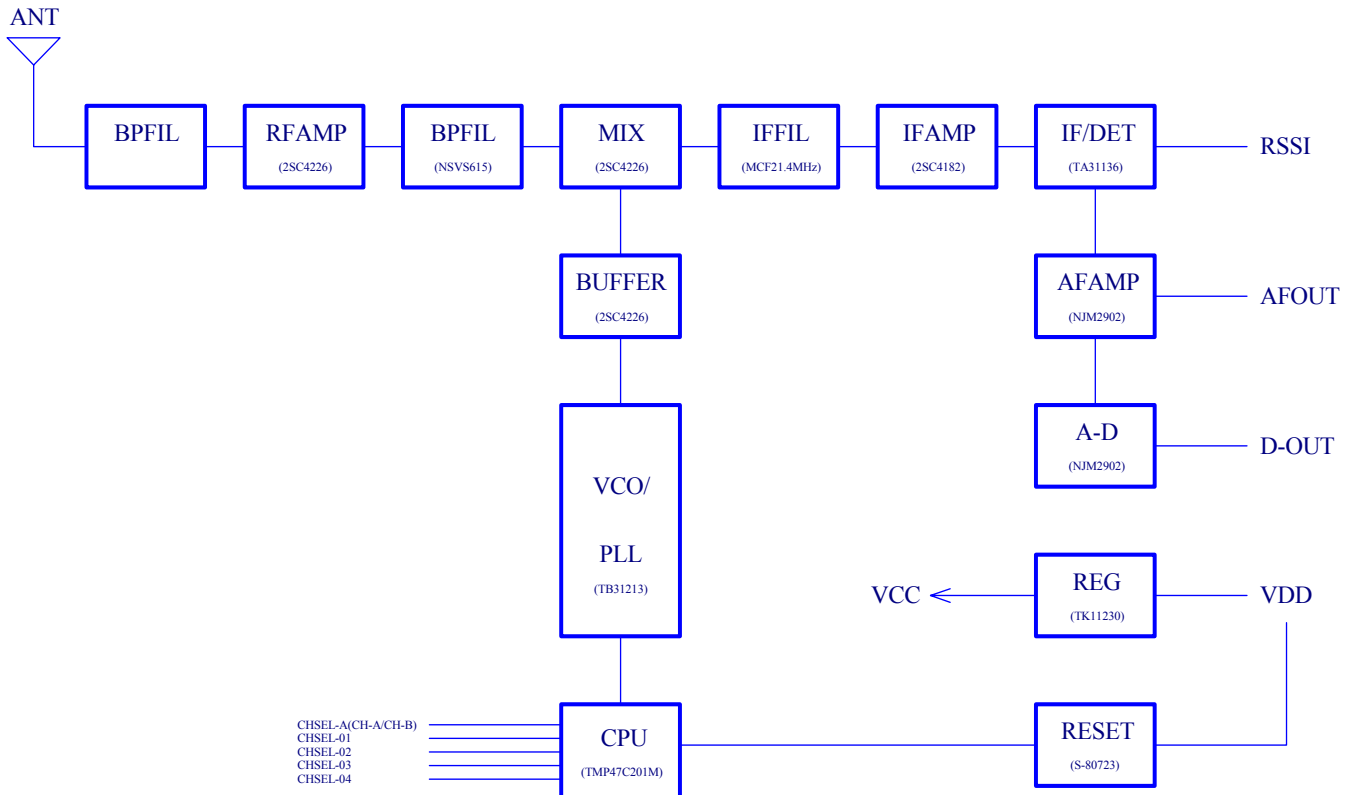 ANT
BPFIL
RFAMP
(2SC4226)
BPFIL
(NSVS615)
MIX
(2SC4226)
IFFIL
(MCF21.4MHz)
IFAMP
(2SC4182)
IF/DET
(TA31136)
RSSI
BUFFER
(2SC4226)
AFAMP
(NJM2902)
AFOUT
VCO/
PLL
(TB31213)
A-D
(NJM2902)
D-OUT
VCC
REG
(TK11230)
VDD
CHSEL-A(CH-A/CH-B)
CHSEL-01
CHSEL-02
CHSEL-03
CHSEL-04
CPU
(TMP47C201M)
RESET
(S-80723)